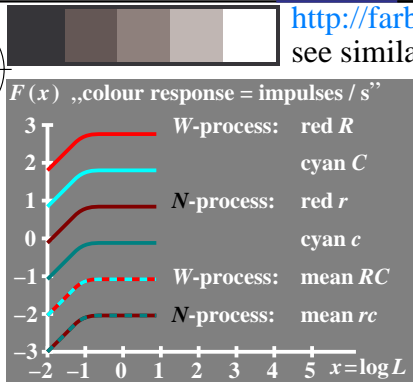 http://farb
see simila
F(x) „colour response = impulses / s”
3 W-process: red R
2 cyan C
1 N-process: red r
0 cyan c
−1 W-process: mean RC
−2 N-process: mean rc
−3
−2 −1 0 1 2 3 4 5 x=log L